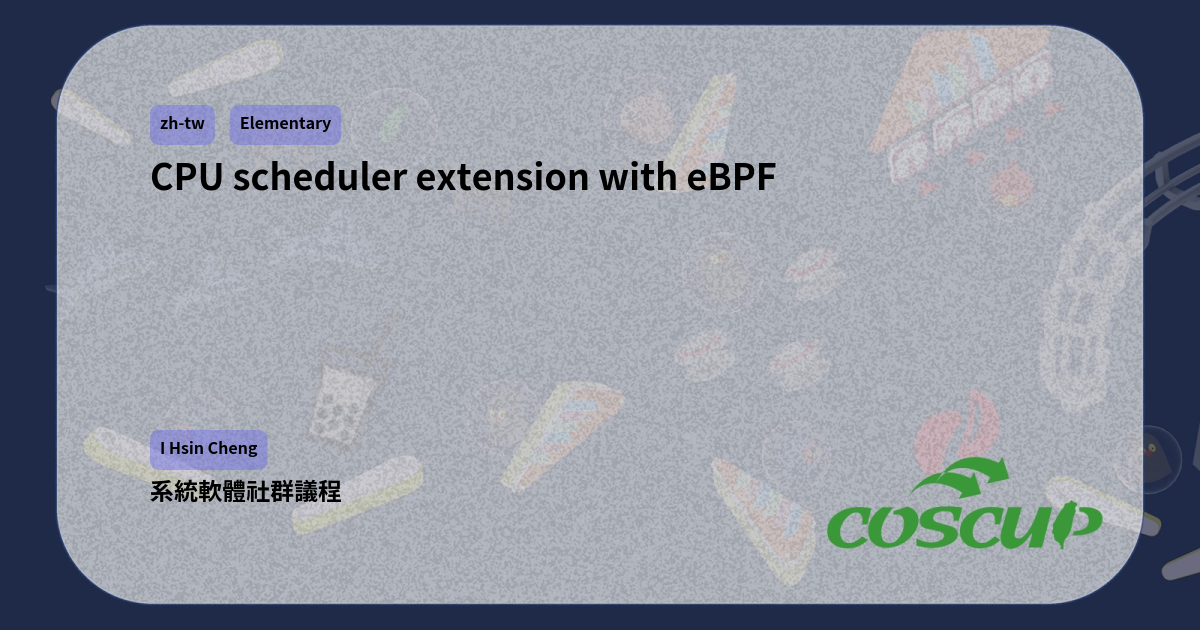 zh-tw Elementary
CPU scheduler extension with eBPF
I Hsin Cheng
系統軟體社群議程
COSCUP